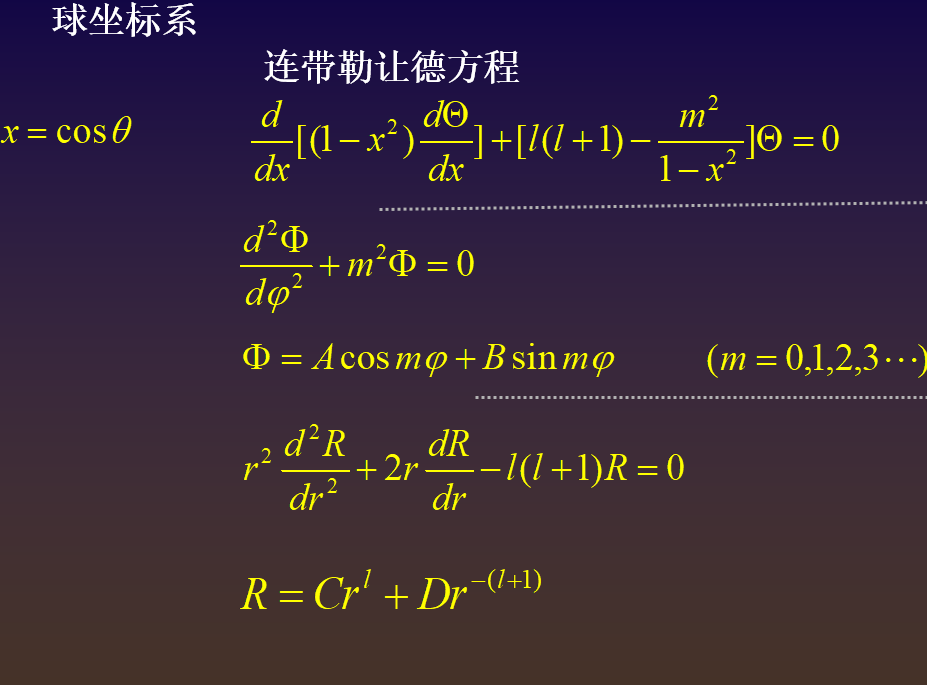 球坐标系
连带勒让德方程
x = cosθ
d/dx[(1 − x²)dΘ/dx] + [l(l + 1) − m²/(1 − x²)]Θ = 0
d²Φ/dφ² + m²Φ = 0
Φ = A cos mφ + B sin mφ (m = 0,1,2,3⋯)
r² d²R/dr² + 2r dR/dr − l(l + 1)R = 0
R = Crˡ + Dr⁻⁽ˡ⁺¹⁾